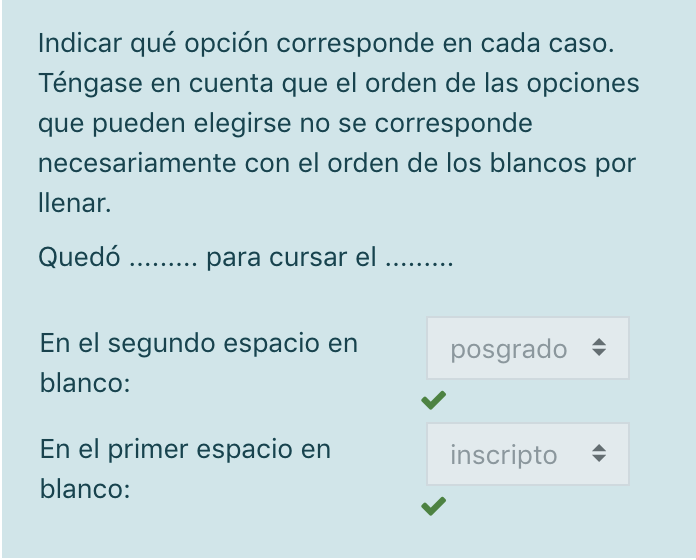 Indicar qué opción corresponde en cada caso.
Téngase en cuenta que el orden de las opciones
que pueden elegirse no se corresponde
necesariamente con el orden de los blancos por
llenar.
Quedó ......... para cursar el .........
En el segundo espacio en
blanco:
posgrado
En el primer espacio en
blanco:
inscripto